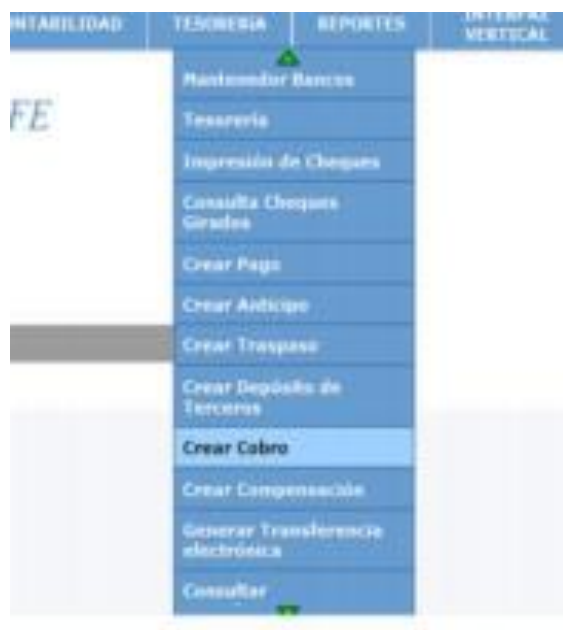 NTABILIDAD TESORERIA REPORTES INTERFAZ
VERTICAL
FE
Mantenedor Bancos
Tesorería
Impresión de Cheques
Consulta Cheques
Girados
Crear Pago
Crear Anticipo
Crear Traspaso
Crear Depósito de
Terceros
Crear Cobro
Crear Compensación
Generar Transferencia
electrónica
Consultar